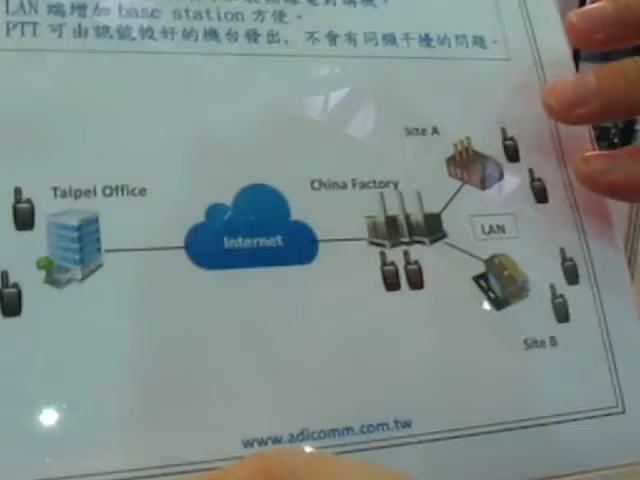 LAN 端增加 base station 方便。
PTT 可由訊號較好的機台發出，不會有同頻干擾的問題。
Site A
Taipei Office
China Factory
Internet
LAN
Site B
www.adicomm.com.tw